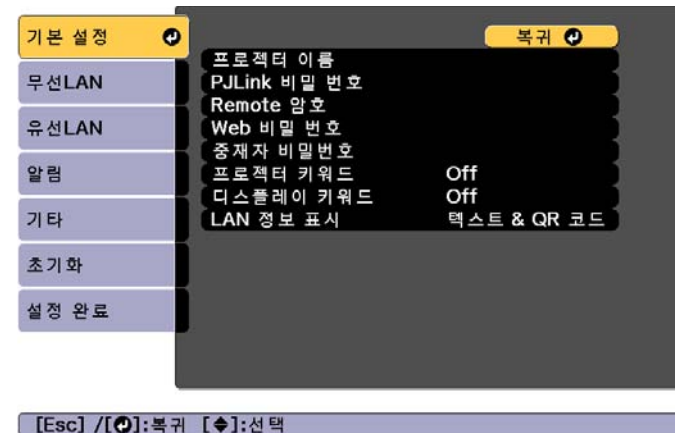 기본 설정
무선LAN
유선LAN
알림
기타
초기화
설정 완료
복귀
프로젝터 이름
PJLink 비밀 번호
Remote 암호
Web 비밀 번호
중재자 비밀번호
프로젝터 키워드 Off
디스플레이 키워드 Off
LAN 정보 표시 텍스트 & QR 코드
[Esc] /[⏎]:복귀 [◆]:선택